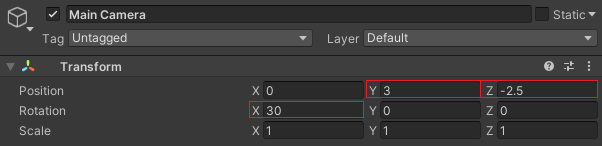 Main Camera Static
Tag Untagged Layer Default
Transform
Position X 0 Y 3 Z -2.5
Rotation X 30 Y 0 Z 0
Scale X 1 Y 1 Z 1